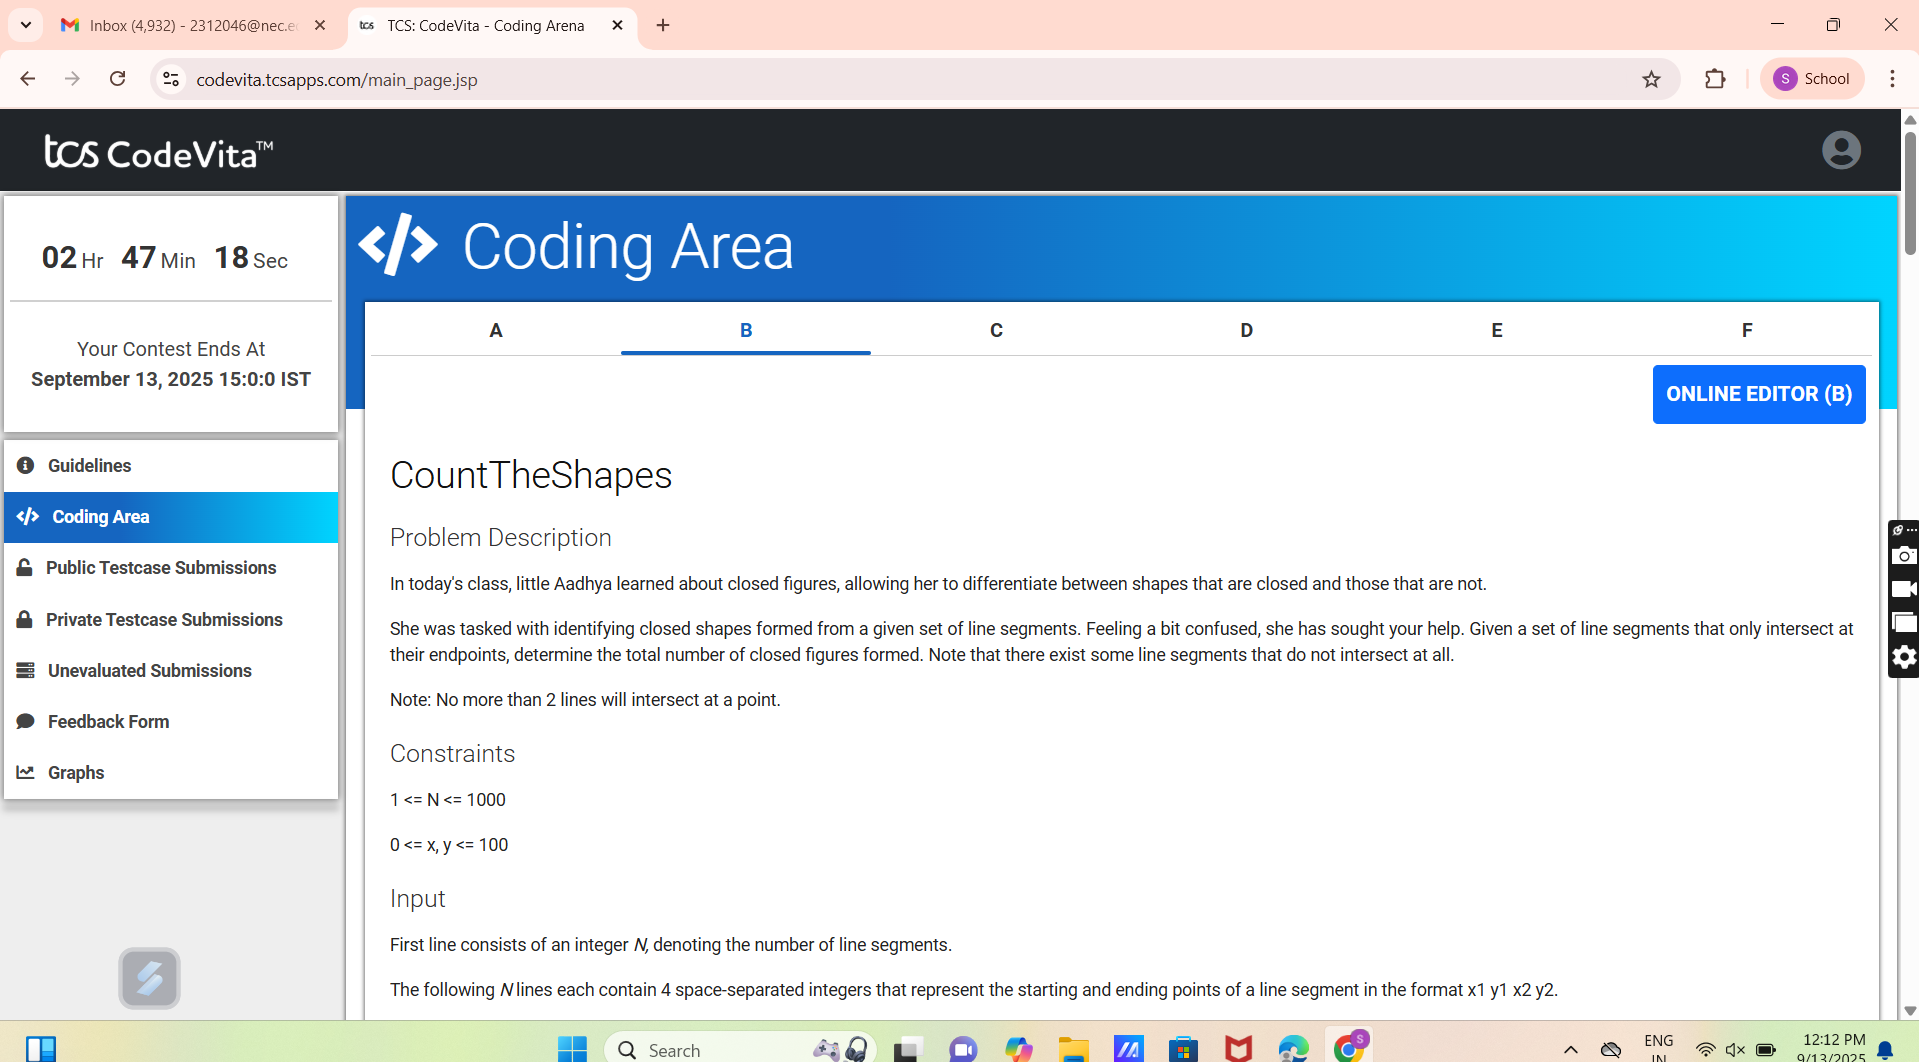 Inbox (4,932) - 2312046@nec.e
TCS: CodeVita - Coding Arena
codevita.tcsapps.com/main_page.jsp
S School
tcs CodeVita™
02 Hr 47 Min 18 Sec
Your Contest Ends At
September 13, 2025 15:0:0 IST
Guidelines
Coding Area
Public Testcase Submissions
Private Testcase Submissions
Unevaluated Submissions
Feedback Form
Graphs
</> Coding Area
A B C D E F
ONLINE EDITOR (B)
CountTheShapes
Problem Description
In today's class, little Aadhya learned about closed figures, allowing her to differentiate between shapes that are closed and those that are not.
She was tasked with identifying closed shapes formed from a given set of line segments. Feeling a bit confused, she has sought your help. Given a set of line segments that only intersect at
their endpoints, determine the total number of closed figures formed. Note that there exist some line segments that do not intersect at all.
Note: No more than 2 lines will intersect at a point.
Constraints
1 <= N <= 1000
0 <= x, y <= 100
Input
First line consists of an integer N, denoting the number of line segments.
The following N lines each contain 4 space-separated integers that represent the starting and ending points of a line segment in the format x1 y1 x2 y2.
Search
ENG
IN
12:12 PM
9/13/2025